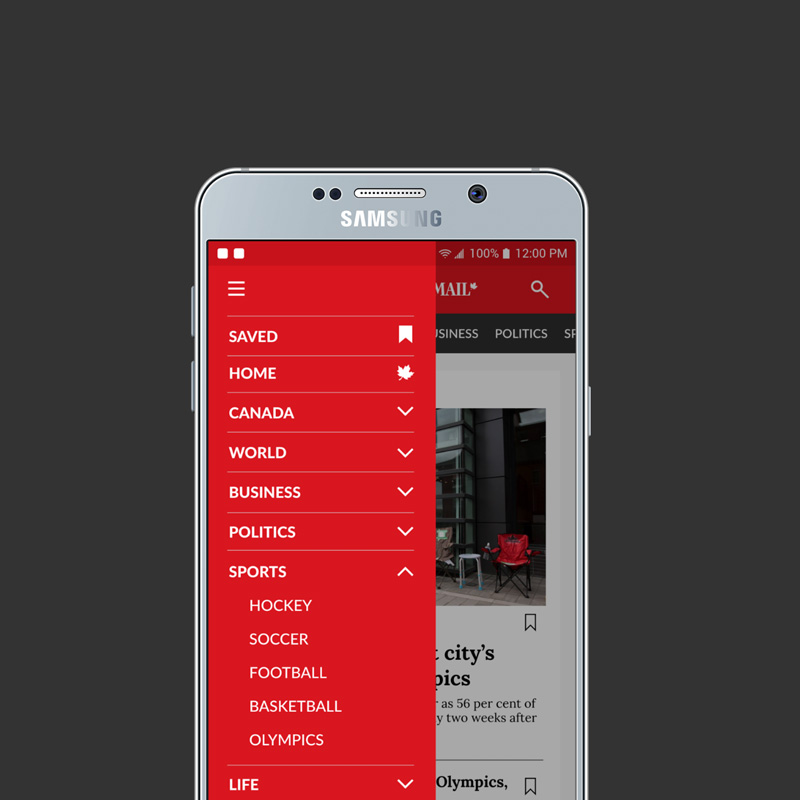 SAMSUNG
100% 12:00 PM
MAIL
SAVED
USINESS POLITICS SP
HOME
CANADA
WORLD
BUSINESS
POLITICS
SPORTS
HOCKEY
SOCCER
FOOTBALL
BASKETBALL
OLYMPICS
LIFE
t city's
pics
r as 56 per cent of
y two weeks after
Olympics,